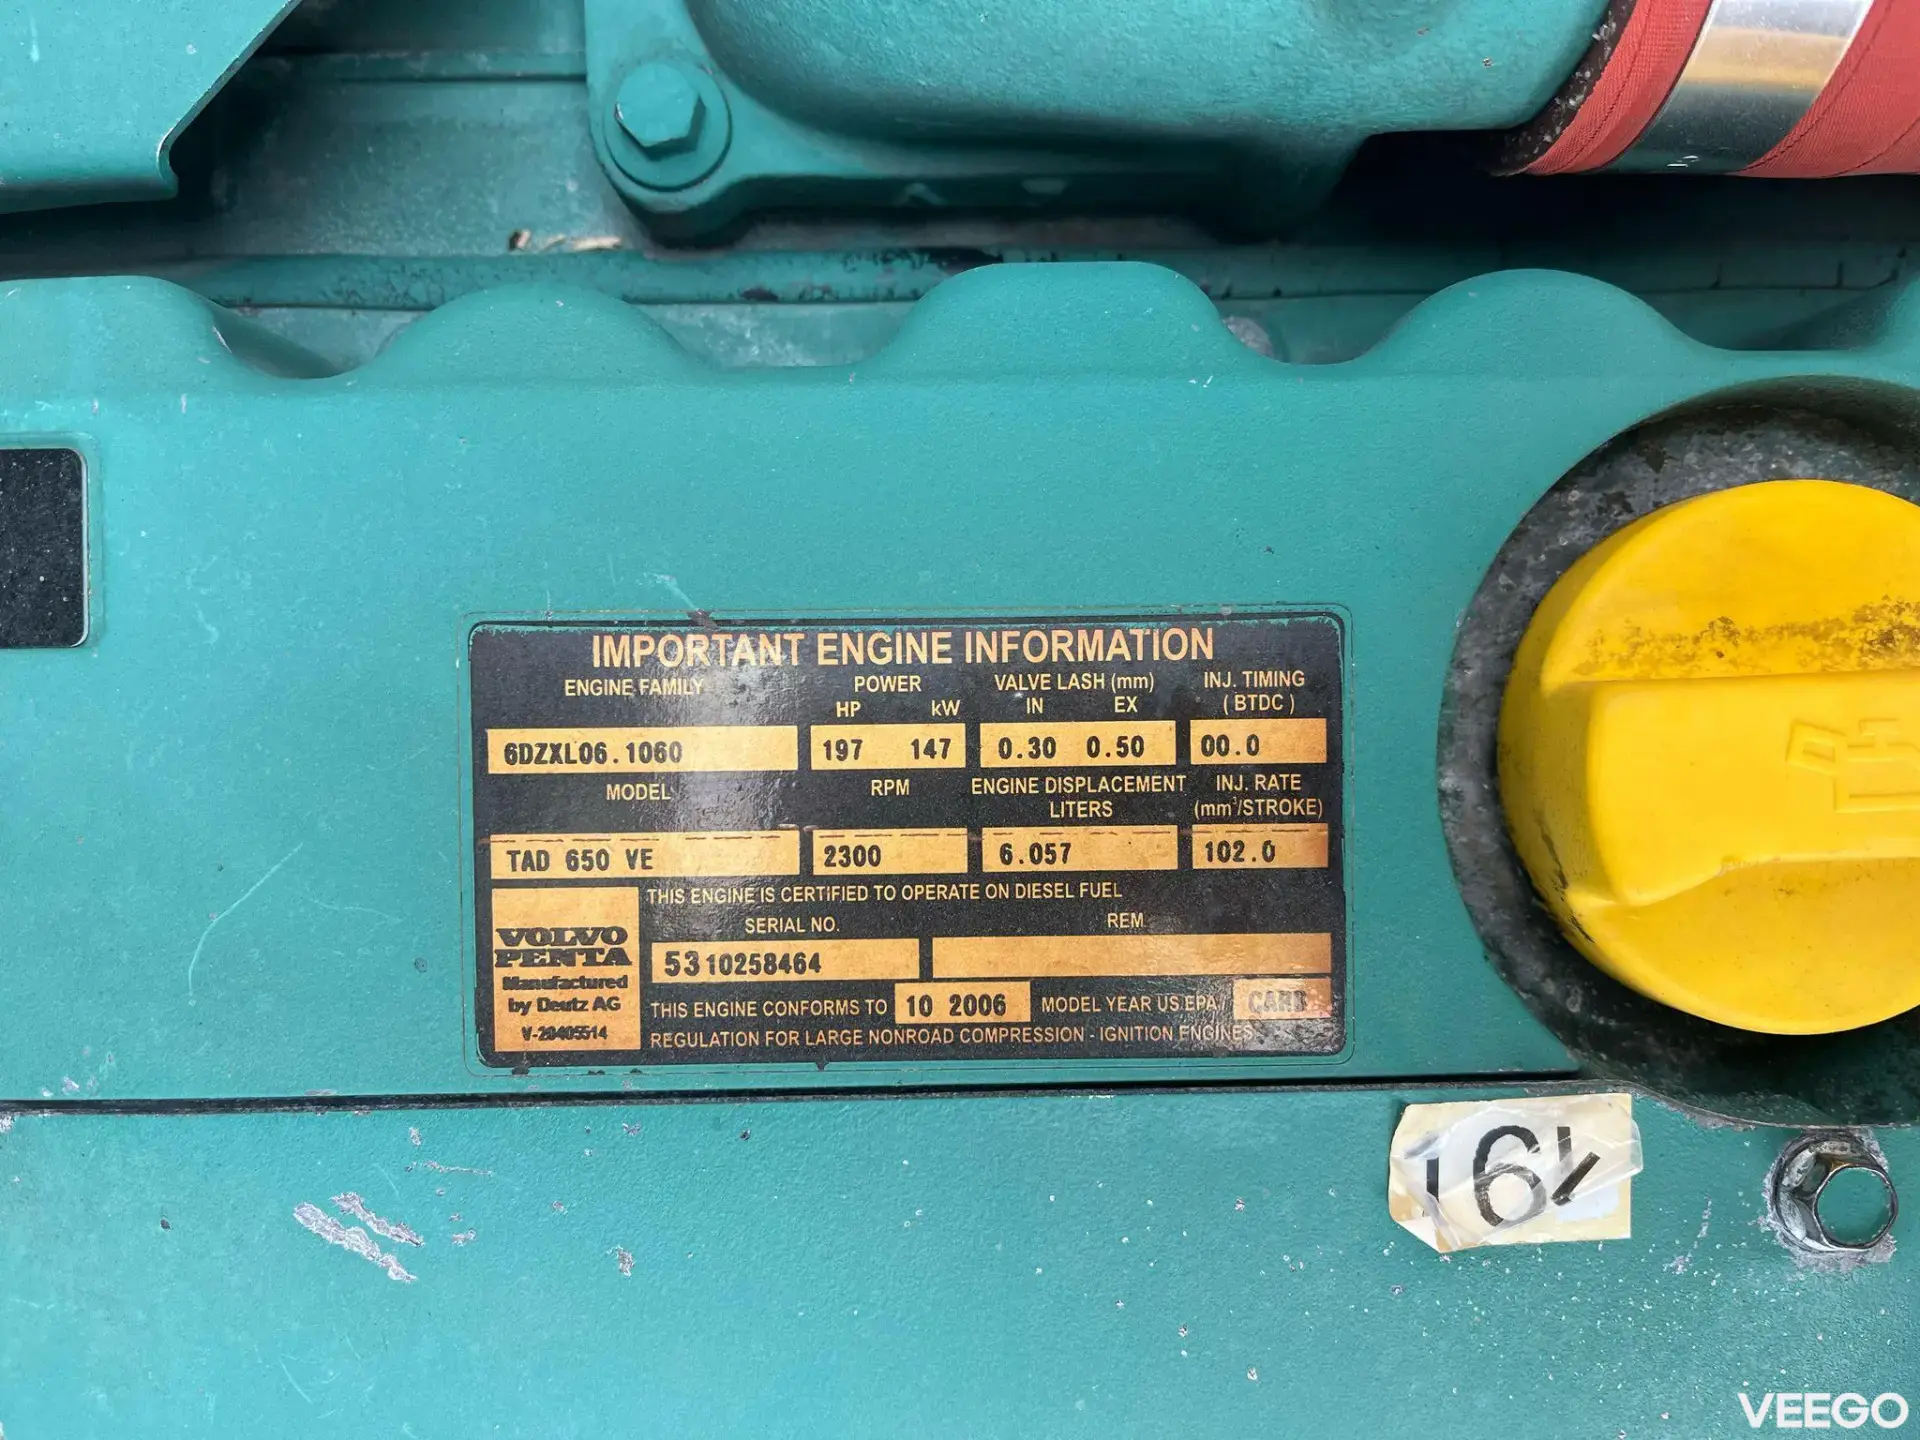 IMPORTANT ENGINE INFORMATION
ENGINE FAMILY POWER VALVE LASH (mm) INJ. TIMING
HP kW IN EX ( BTDC )
6DZXL06.1060 197 147 0.30 0.50 00.0
MODEL RPM ENGINE DISPLACEMENT INJ. RATE
LITERS (mm³/STROKE)
TAD 650 VE 2300 6.057 102.0
THIS ENGINE IS CERTIFIED TO OPERATE ON DIESEL FUEL
SERIAL NO. REM.
VOLVO
PENTA
5310258464
Manufactured
by Deutz AG
V-20405514
THIS ENGINE CONFORMS TO 10 2006 MODEL YEAR US EPA / CARB
REGULATION FOR LARGE NONROAD COMPRESSION - IGNITION ENGINES
VEEGO